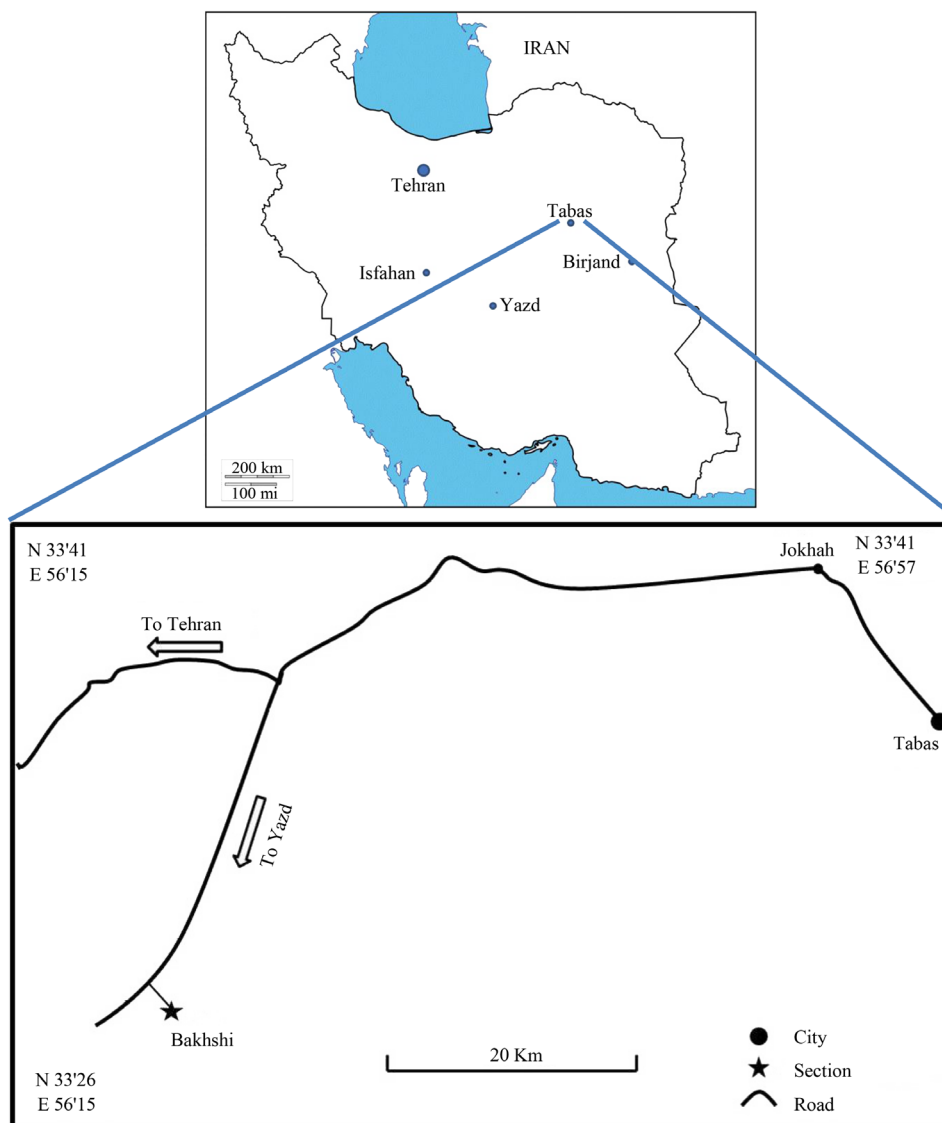 IRAN
Tehran
Tabas
Birjand
Isfahan
Yazd
200 km
100 mi
N 33'41
E 56'15
Jokhah
N 33'41
E 56'57
To Tehran
Tabas
To Yazd
Bakhshi
20 Km
City
Section
Road
N 33'26
E 56'15